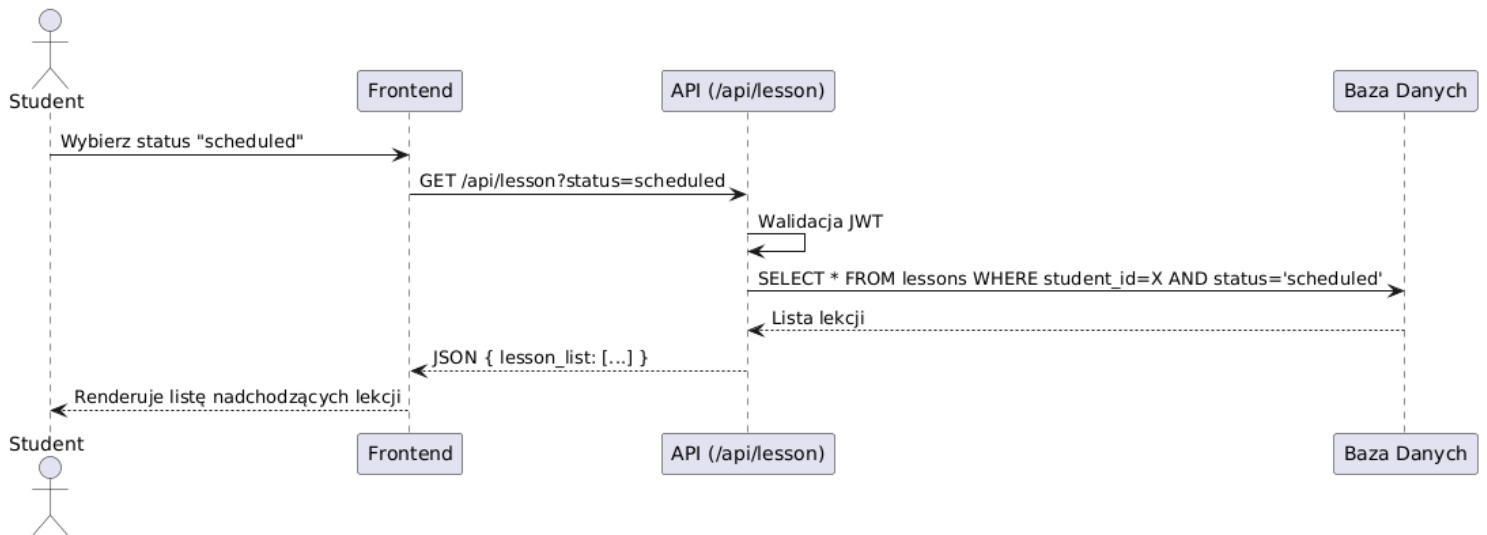 Student
Frontend
API (/api/lesson)
Baza Danych
Wybierz status "scheduled"
GET /api/lesson?status=scheduled
Walidacja JWT
SELECT * FROM lessons WHERE student_id=X AND status='scheduled'
Lista lekcji
JSON { lesson_list: [...] }
Renderuje listę nadchodzących lekcji
Student
Frontend
API (/api/lesson)
Baza Danych